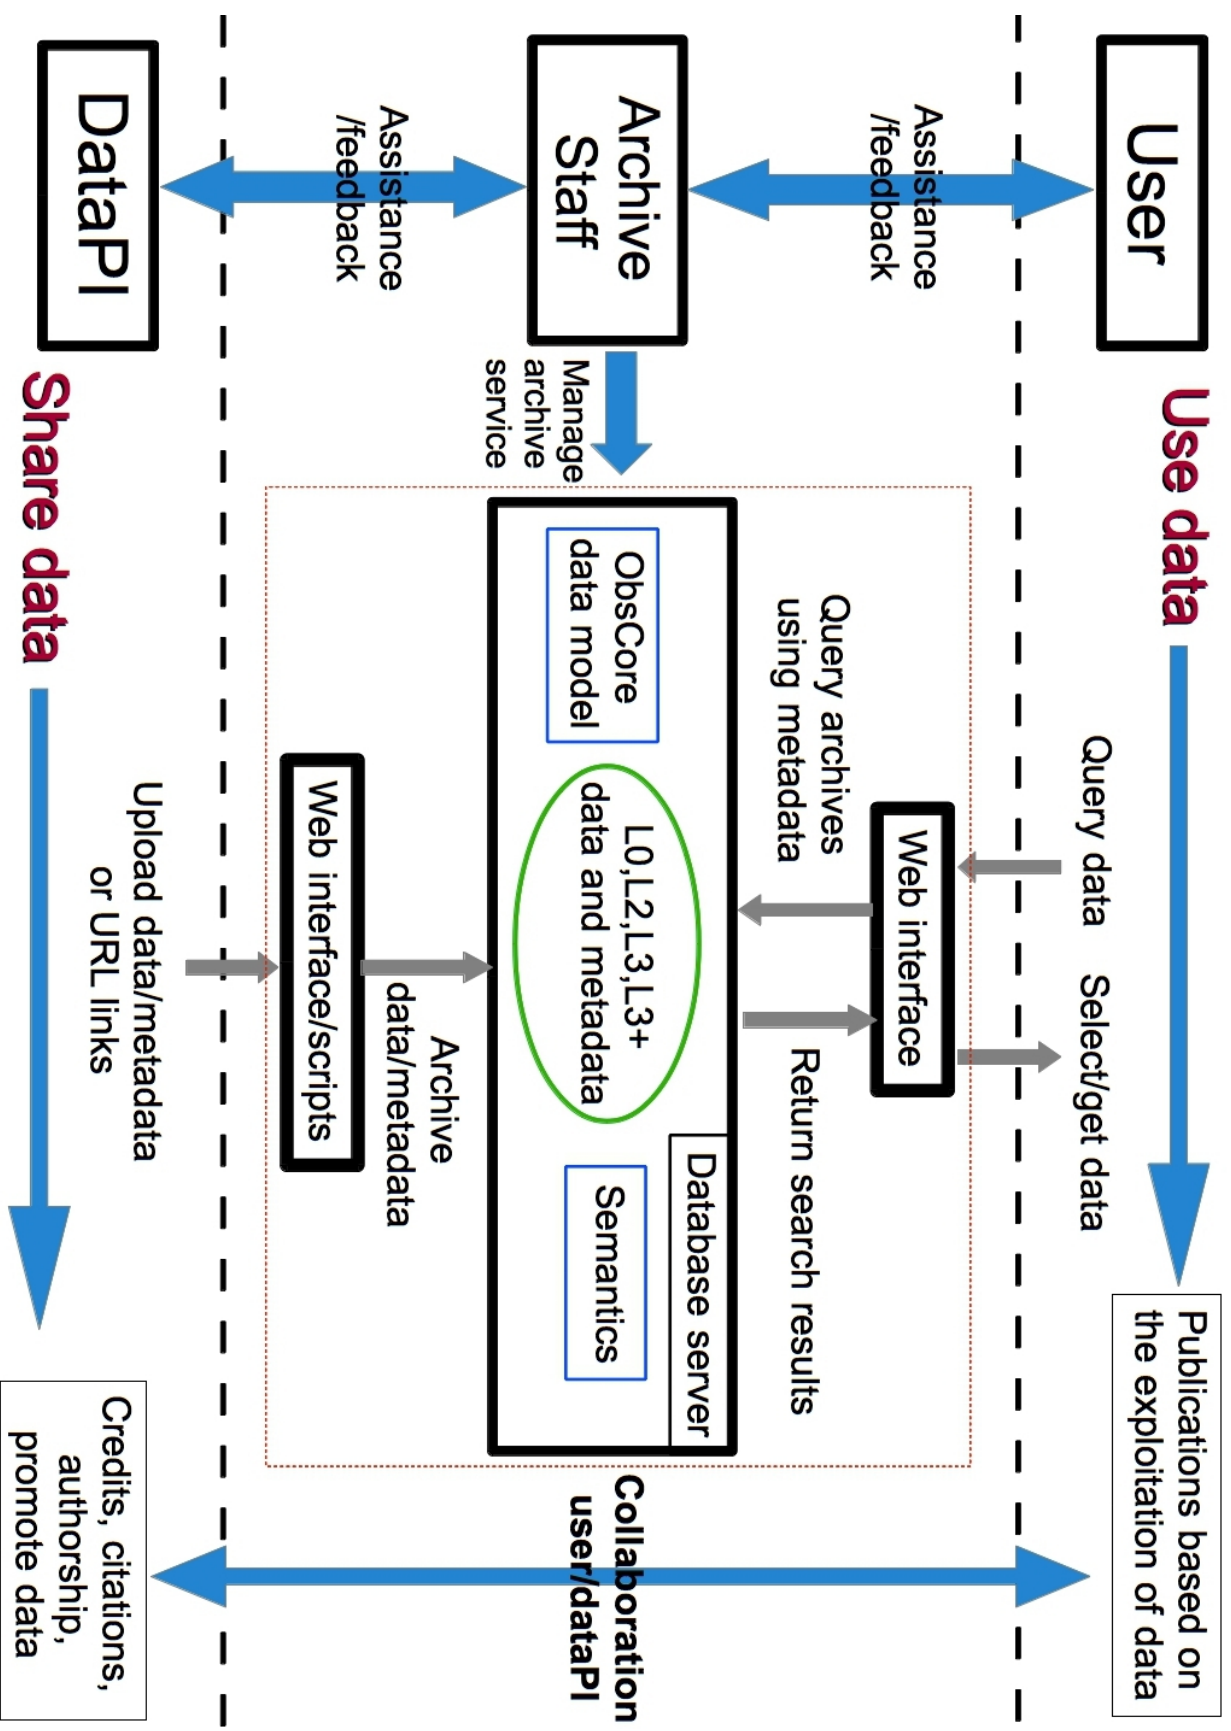 User
Use data
Publications based on
the exploitation of data
Assistance
/feedback
Query data
Select/get data
Web interface
Query archives
using metadata
Return search results
Archive
Staff
Manage
archive
service
Database server
ObsCore
data model
L0,L2,L3,L3+
data and metadata
Semantics
Collaboration
user/dataPI
Assistance
/feedback
Archive
data/metadata
Web interface/scripts
Upload data/metadata
or URL links
DataPI
Share data
Credits, citations,
authorship,
promote data